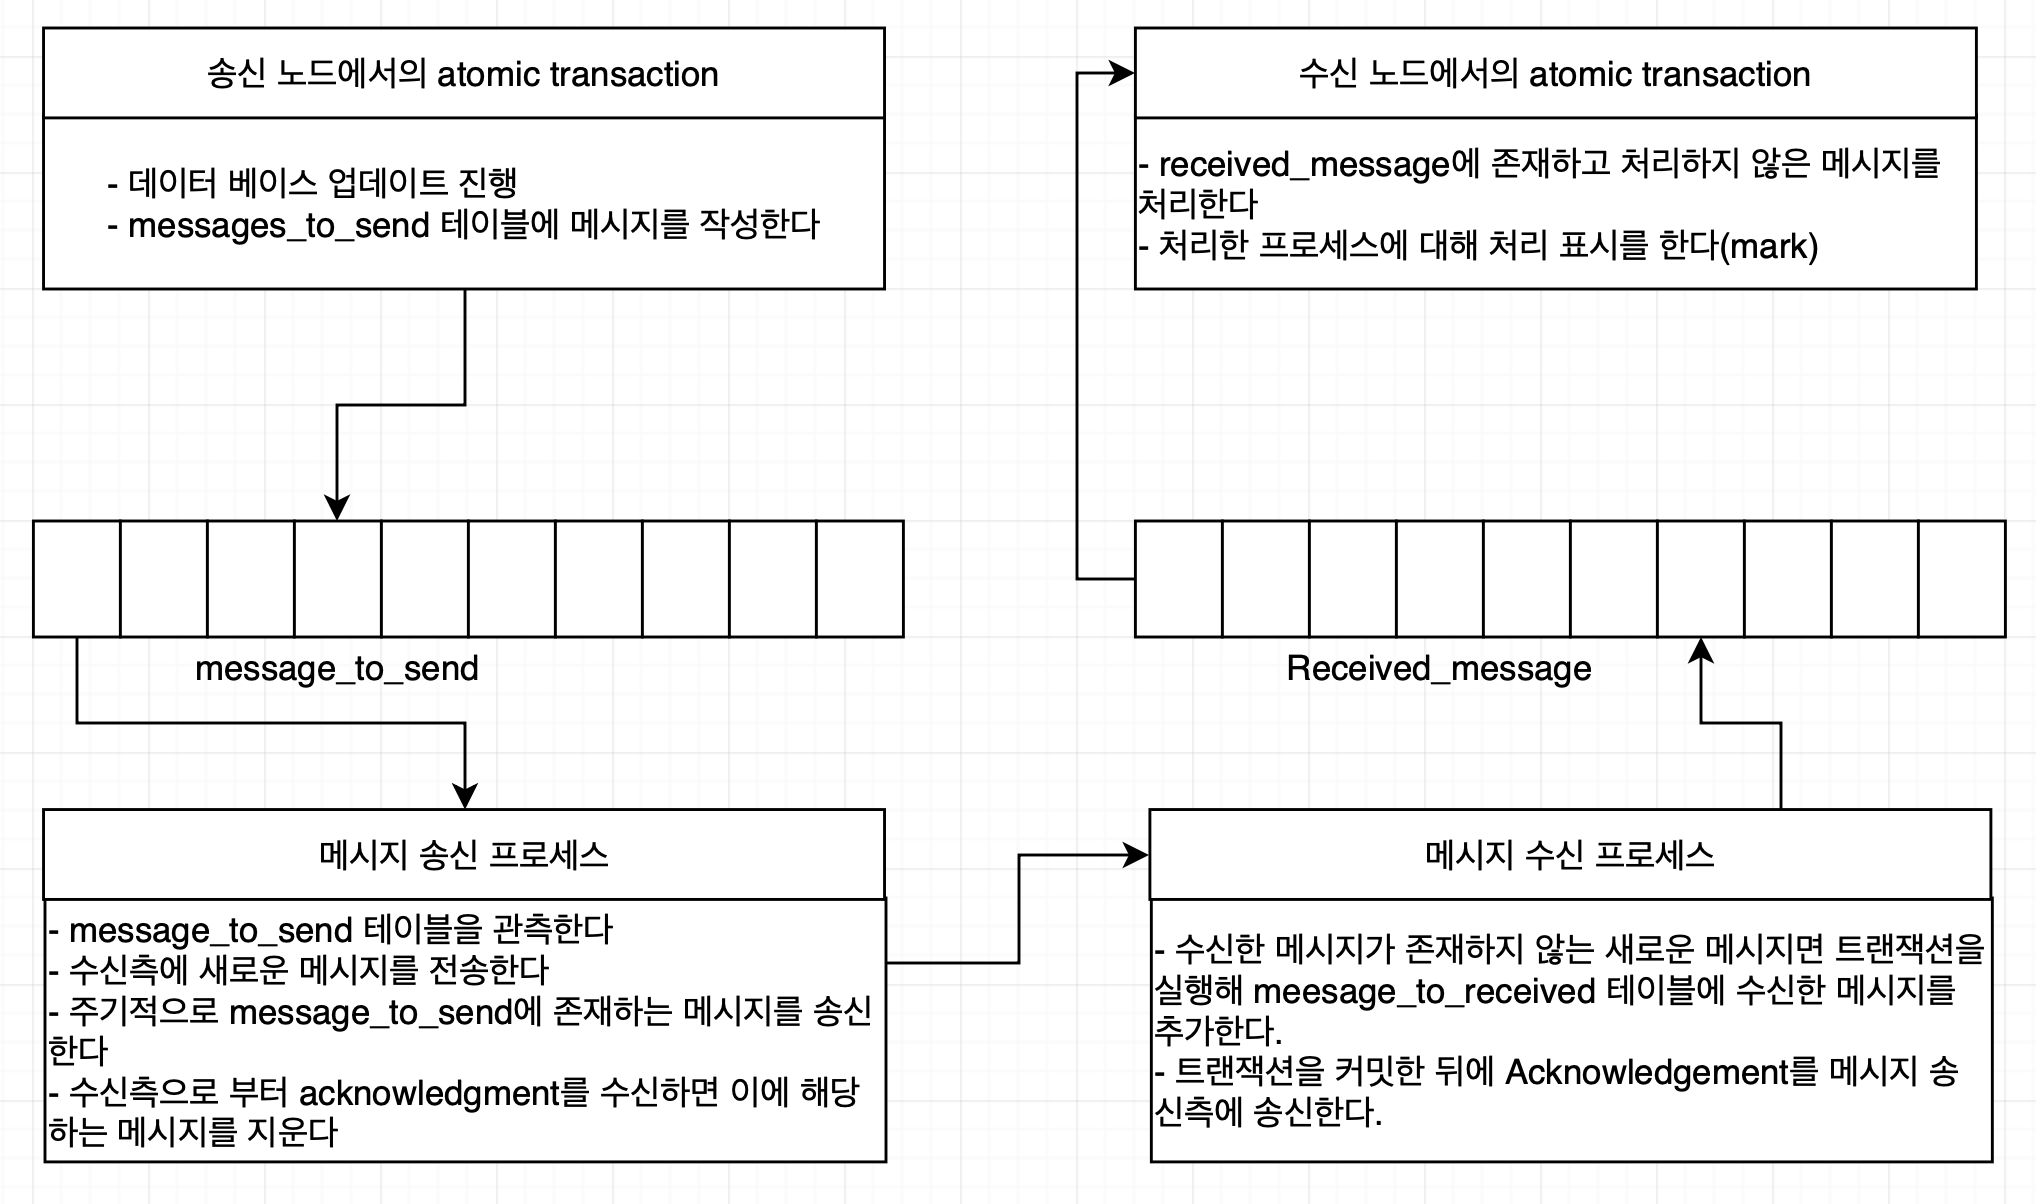 송신 노드에서의 atomic transaction
- 데이터 베이스 업데이트 진행
- messages_to_send 테이블에 메시지를 작성한다
수신 노드에서의 atomic transaction
- received_message에 존재하고 처리하지 않은 메시지를
처리한다
- 처리한 프로세스에 대해 처리 표시를 한다(mark)
message_to_send
Received_message
메시지 송신 프로세스
- message_to_send 테이블을 관측한다
- 수신측에 새로운 메시지를 전송한다
- 주기적으로 message_to_send에 존재하는 메시지를 송신
한다
- 수신측으로 부터 acknowledgment를 수신하면 이에 해당
하는 메시지를 지운다
메시지 수신 프로세스
- 수신한 메시지가 존재하지 않는 새로운 메시지면 트랜잭션을
실행해 meesage_to_received 테이블에 수신한 메시지를
추가한다.
- 트랜잭션을 커밋한 뒤에 Acknowledgement를 메시지 송
신측에 송신한다.